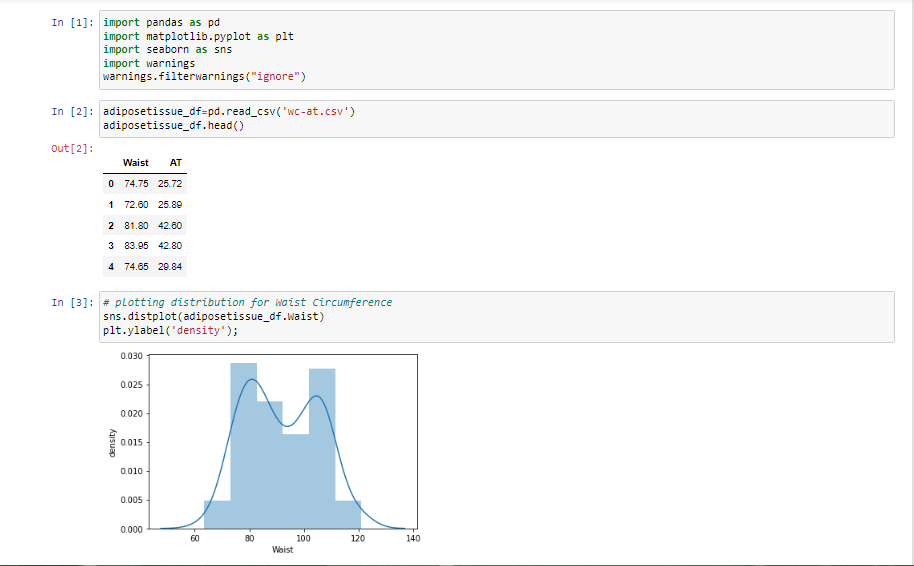 In [1]: import pandas as pd
import matplotlib.pyplot as plt
import seaborn as sns
import warnings
warnings.filterwarnings("ignore")
In [2]: adiposetissue_df=pd.read_csv('wc-at.csv')
adiposetissue_df.head()
Out[2]:
Waist AT
0 74.75 25.72
1 72.60 25.89
2 81.80 42.60
3 83.95 42.80
4 74.65 29.84
In [3]: # plotting distribution for Waist Circumference
sns.distplot(adiposetissue_df.Waist)
plt.ylabel('density');
0.030
0.025
0.020
0.015
0.010
0.005
0.000
density
60 80 100 120 140
Waist